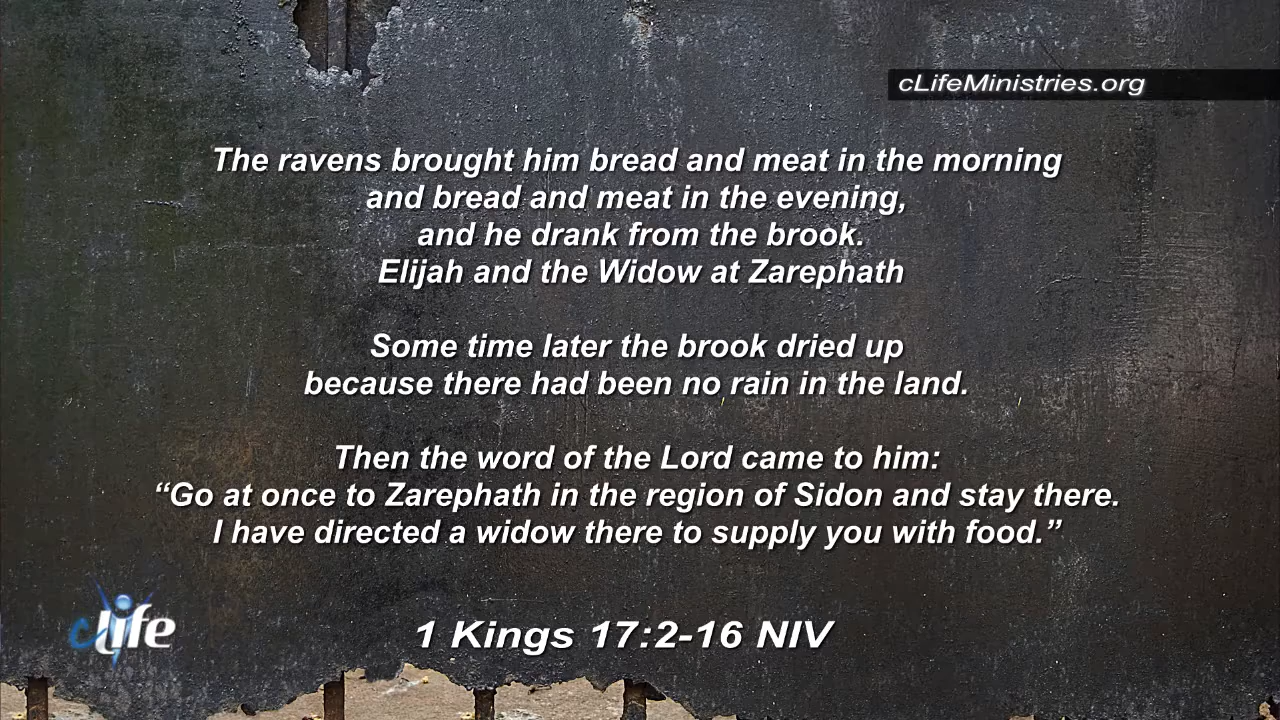 cLifeMinistries.org
The ravens brought him bread and meat in the morning
and bread and meat in the evening,
and he drank from the brook.
Elijah and the Widow at Zarephath
Some time later the brook dried up
because there had been no rain in the land.
Then the word of the Lord came to him:
“Go at once to Zarephath in the region of Sidon and stay there.
I have directed a widow there to supply you with food.”
cLife
1 Kings 17:2-16 NIV